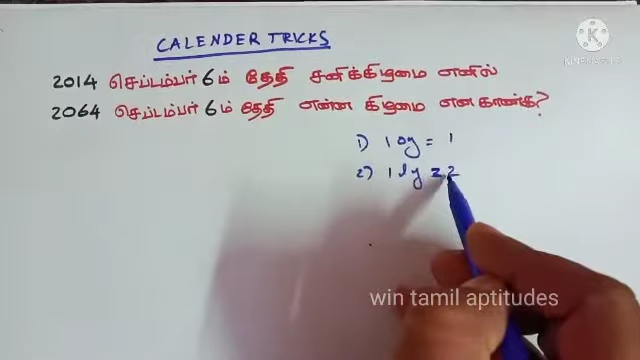 CALENDER TRICKS
2014 செப்டம்பர் 6ம் தேதி சனிக்கிழமை எனில்
2064 செப்டம்பர் 6ம் தேதி என்ன கிழமை என காண்க?
1) 1 oy = 1
2) 1 ly = 2
win tamil aptitudes
KINEMASTER